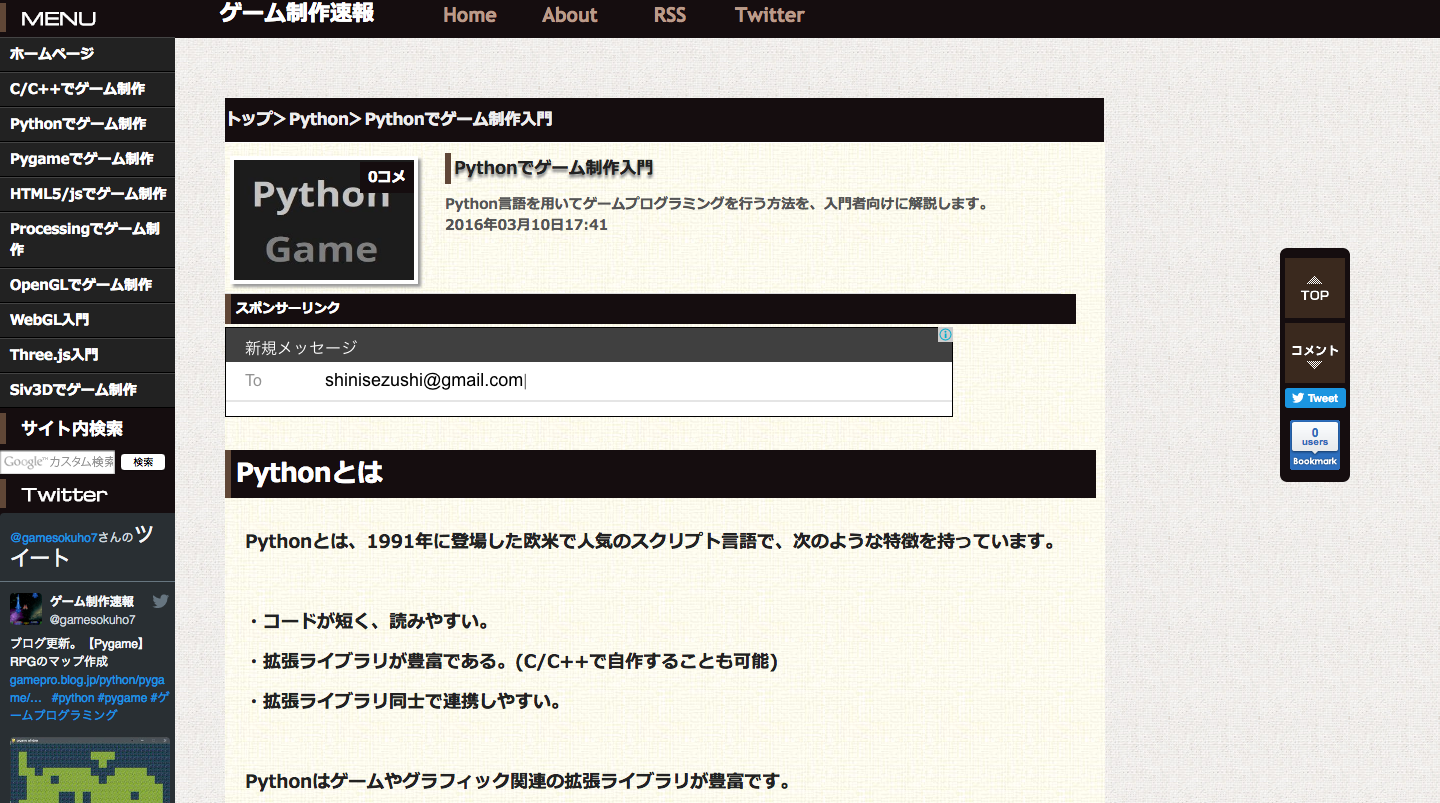 MENU
ホームページ
C/C++でゲーム制作
Pythonでゲーム制作
Pygameでゲーム制作
HTML5/jsでゲーム制作
Processingでゲーム制
作
OpenGLでゲーム制作
WebGL入門
Three.js入門
Siv3Dでゲーム制作
サイト内検索
Google™カスタム検索
検索
Twitter
@gamesokuho7さんのツ
イート
ゲーム制作速報
@gamesokuho7
ブログ更新。【Pygame】
RPGのマップ作成
gamepro.blog.jp/python/pyga
me/... #python #pygame #ゲ
ームプログラミング
ゲーム制作速報 Home About RSS Twitter
トップ> Python> Pythonでゲーム制作入門
0コメ
Python
Game
Pythonでゲーム制作入門
Python言語を用いてゲームプログラミングを行う方法を、入門者向けに解説します。
2016年03月10日17:41
スポンサーリンク
新規メッセージ
To shinisezushi@gmail.com
Pythonとは
Pythonとは、1991年に登場した欧米で人気のスクリプト言語で、次のような特徴を持っています。
・コードが短く、読みやすい。
・拡張ライブラリが豊富である。(C/C++で自作することも可能)
・拡張ライブラリ同士で連携しやすい。
Pythonはゲームやグラフィック関連の拡張ライブラリが豊富です。
TOP
コメント
Tweet
0
users
Bookmark